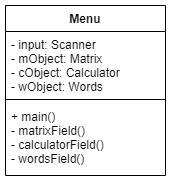 Menu
- input: Scanner
- mObject: Matrix
- cObject: Calculator
- wObject: Words
+ main()
- matrixField()
- calculatorField()
- wordsField()